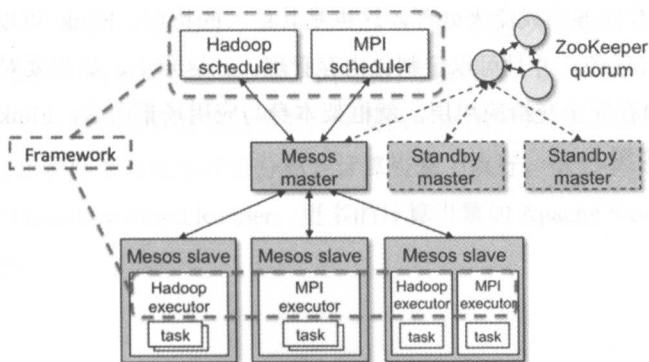 Hadoop
scheduler
MPI
scheduler
ZooKeeper
quorum
Framework
Mesos
master
Standby
master
Standby
master
Mesos slave
Mesos slave
Mesos slave
Hadoop
executor
task
MPI
executor
task
Hadoop
executor
task
MPI
executor
task